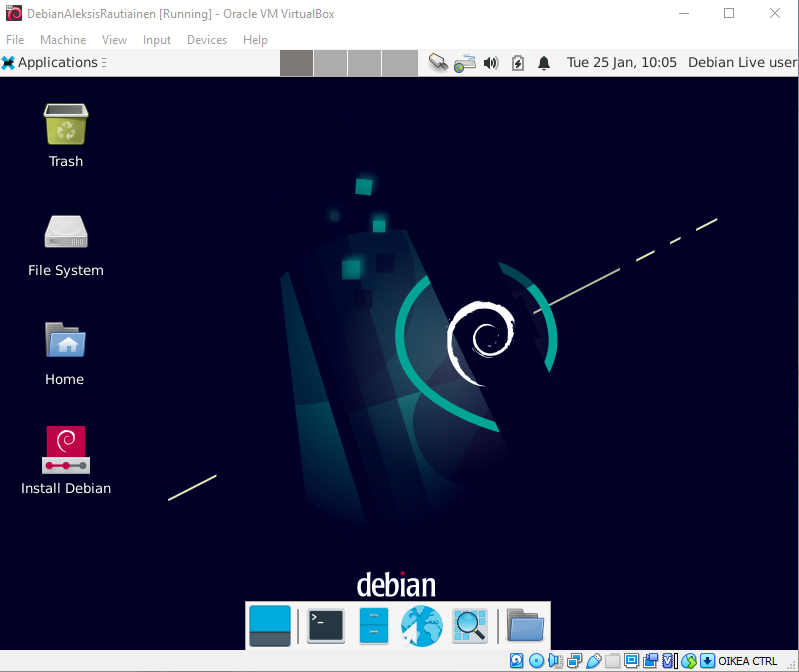 DebianAleksisRautiainen [Running] - Oracle VM VirtualBox
File Machine View Input Devices Help
Applications Tue 25 Jan, 10:05 Debian Live user
Trash
File System
Home
Install Debian
debian
>_
OIKEA CTRL